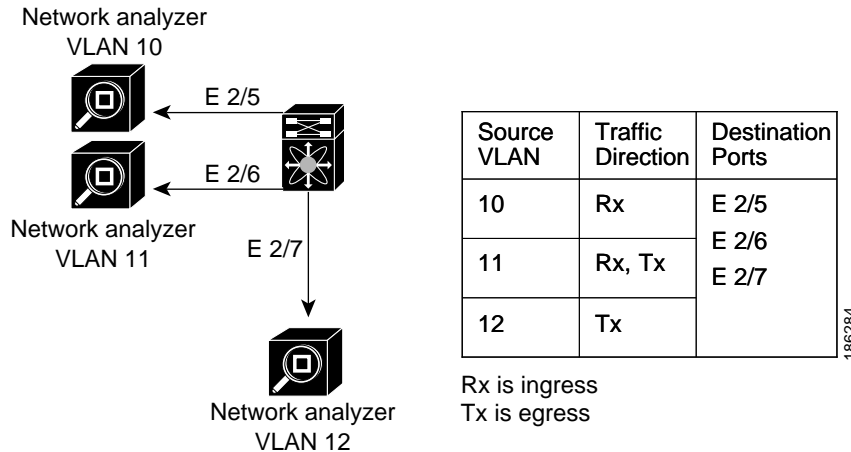 Network analyzer
VLAN 10
E 2/5
E 2/6
Network analyzer
VLAN 11
E 2/7
Network analyzer
VLAN 12
Source VLAN Traffic Direction Destination Ports
10 Rx E 2/5
E 2/6
11 Rx, Tx E 2/7
12 Tx
Rx is ingress
Tx is egress
186284